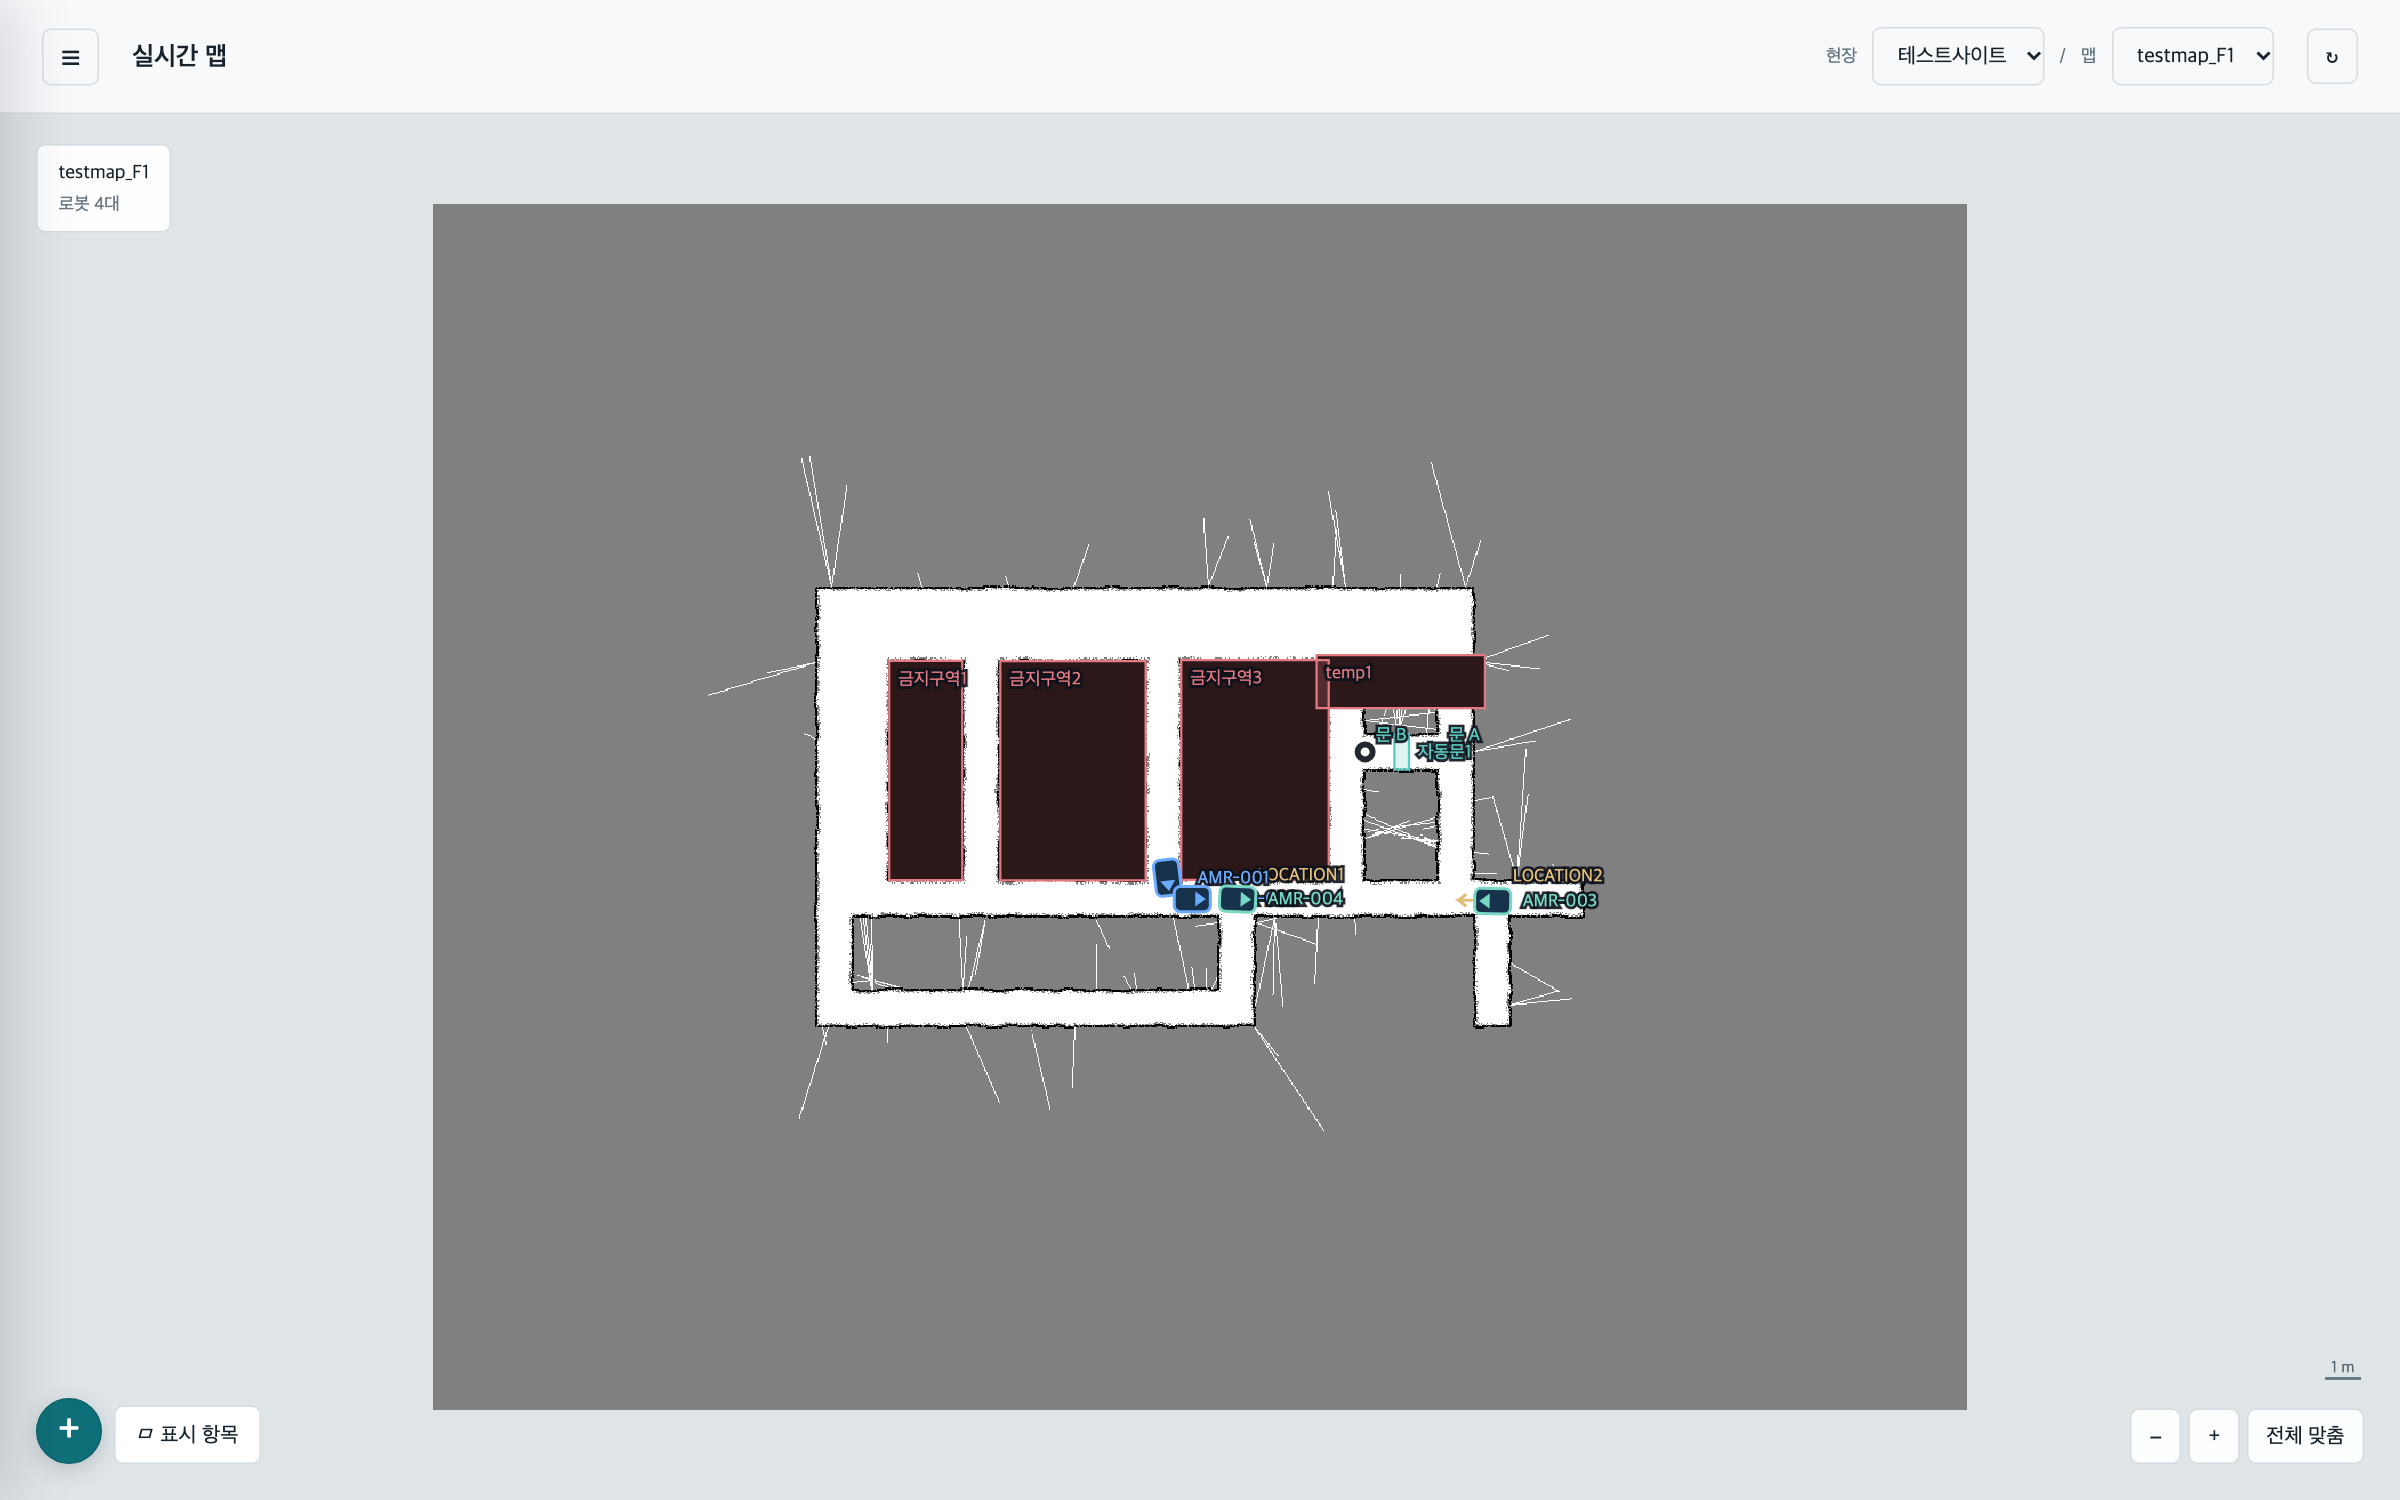 실시간 맵
현장
테스트사이트
/
맵
testmap_F1
testmap_F1
로봇 4대
금지구역1
금지구역2
금지구역3
temp1
문 B
문 A
자동문1
AMR-001
OCATION1
AMR-004
LOCATION2
AMR-003
1 m
+
표시 항목
−
+
전체 맞춤